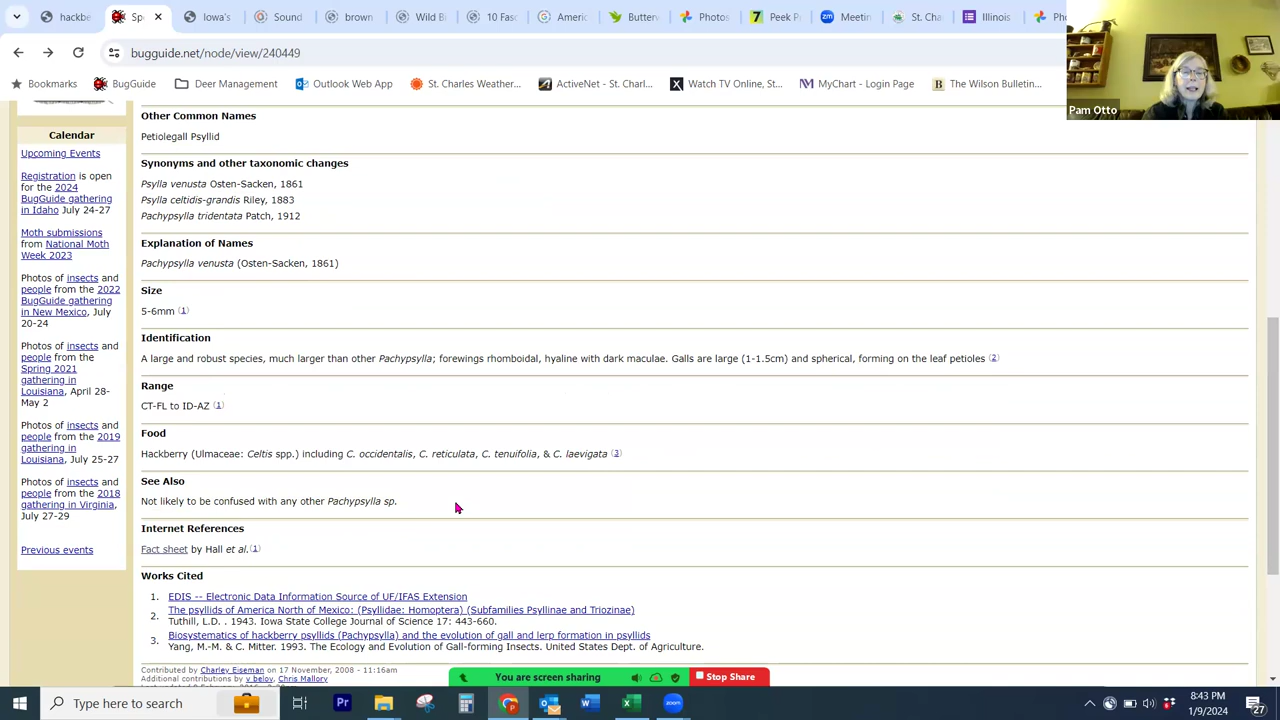 Psyll
Iowa's
Sound
brown
Wild Bi
10 Fas
Americ
Butter
Photos
Peek P
Meetin
St. Cha
Illinois
Pho
bugguide.net/node/view/240449
Bookmarks
BugGuide
Deer Management
Outlook Web App
St. Charles Weather...
ActiveNet - St. Charl...
Watch TV Online, St...
MyChart - Login Page
The Wilson Bulletin...
Pam Otto
Calendar
Upcoming Events
Registration is open
for the 2024
BugGuide gathering
in Idaho July 24-27
Moth submissions
from National Moth
Week 2023
Photos of insects and
people from the 2022
BugGuide gathering
in New Mexico, July
20-24
Photos of insects and
people from the
Spring 2021
gathering in
Louisiana, April 28-
May 2
Photos of insects and
people from the 2019
gathering in
Louisiana, July 25-27
Photos of insects and
people from the 2018
gathering in Virginia,
July 27-29
Previous events
Other Common Names
Petiolegall Psyllid
Synonyms and other taxonomic changes
Psylla venusta Osten-Sacken, 1861
Psylla celtidis-grandis Riley, 1883
Pachypsylla tridentata Patch, 1912
Explanation of Names
Pachypsylla venusta (Osten-Sacken, 1861)
Size
5-6mm (1)
Identification
A large and robust species, much larger than other Pachypsylla; forewings rhomboidal, hyaline with dark maculae. Galls are large (1-1.5cm) and spherical, forming on the leaf petioles (2)
Range
CT-FL to ID-AZ (1)
Food
Hackberry (Ulmaceae: Celtis spp.) including C. occidentalis, C. reticulata, C. tenuifolia, & C. laevigata (3)
See Also
Not likely to be confused with any other Pachypsylla sp.
Internet References
Fact sheet by Hall et al.(1)
Works Cited
1. EDIS -- Electronic Data Information Source of UF/IFAS Extension
2. The psyllids of America North of Mexico: (Psyllidae: Homoptera) (Subfamilies Psyllinae and Triozinae)
Tuthill, L.D. . 1943. Iowa State College Journal of Science 17: 443-660.
3. Biosystematics of hackberry psyllids (Pachypsylla) and the evolution of gall and lerp formation in psyllids
Yang, M.-M. & C. Mitter. 1993. The Ecology and Evolution of Gall-forming Insects. United States Dept. of Agriculture.
Contributed by Charley Eiseman on 17 November, 2008 - 11:16am
Additional contributions by v belov, Chris Mallory
You are screen sharing
Stop Share
Type here to search
8:43 PM
1/9/2024
27